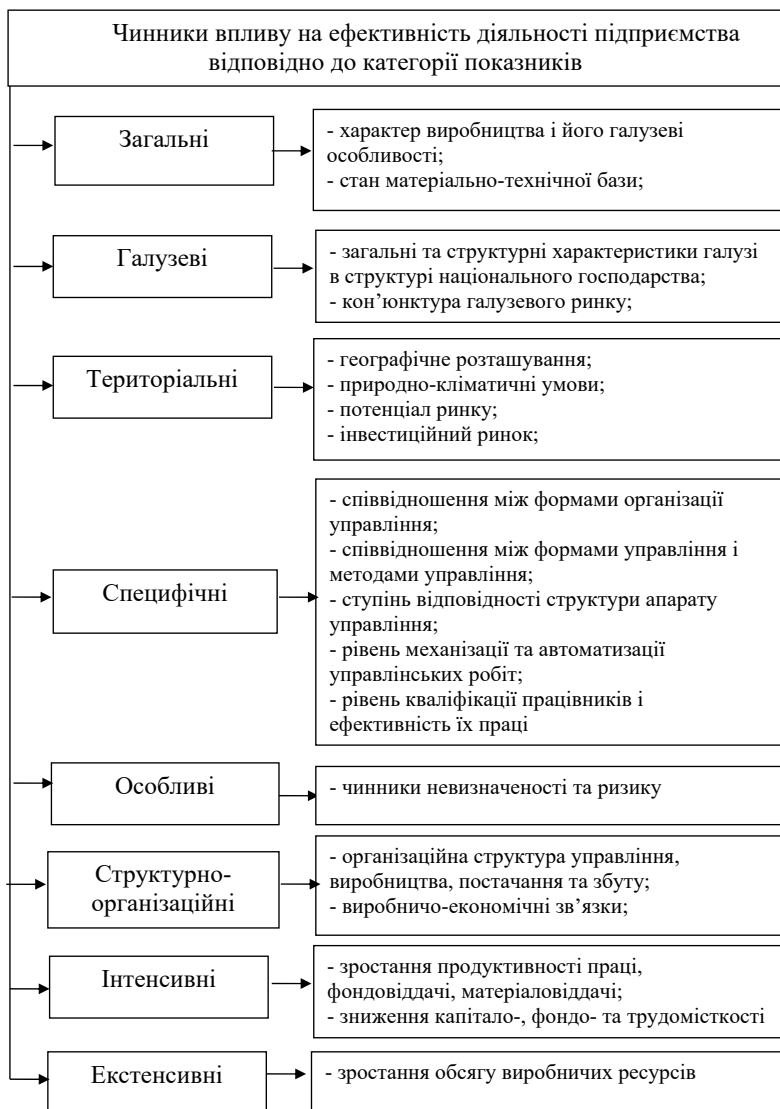 Чинники впливу на ефективність діяльності підприємства
відповідно до категорії показників
Загальні
- характер виробництва і його галузеві
особливості;
- стан матеріально-технічної бази;
Галузеві
- загальні та структурні характеристики галузі
в структурі національного господарства;
- кон’юнктура галузевого ринку;
Територіальні
- географічне розташування;
- природно-кліматичні умови;
- потенціал ринку;
- інвестиційний ринок;
Специфічні
- співвідношення між формами організації
управління;
- співвідношення між формами управління і
методами управління;
- ступінь відповідності структури апарату
управління;
- рівень механізації та автоматизації
управлінських робіт;
- рівень кваліфікації працівників і
ефективність їх праці
Особливі
- чинники невизначеності та ризику
Структурно-
організаційні
- організаційна структура управління,
виробництва, постачання та збуту;
- виробничо-економічні зв’язки;
Інтенсивні
- зростання продуктивності праці,
фондовіддачі, матеріаловіддачі;
- зниження капітало-, фондо- та трудомісткості
Екстенсивні
- зростання обсягу виробничих ресурсів